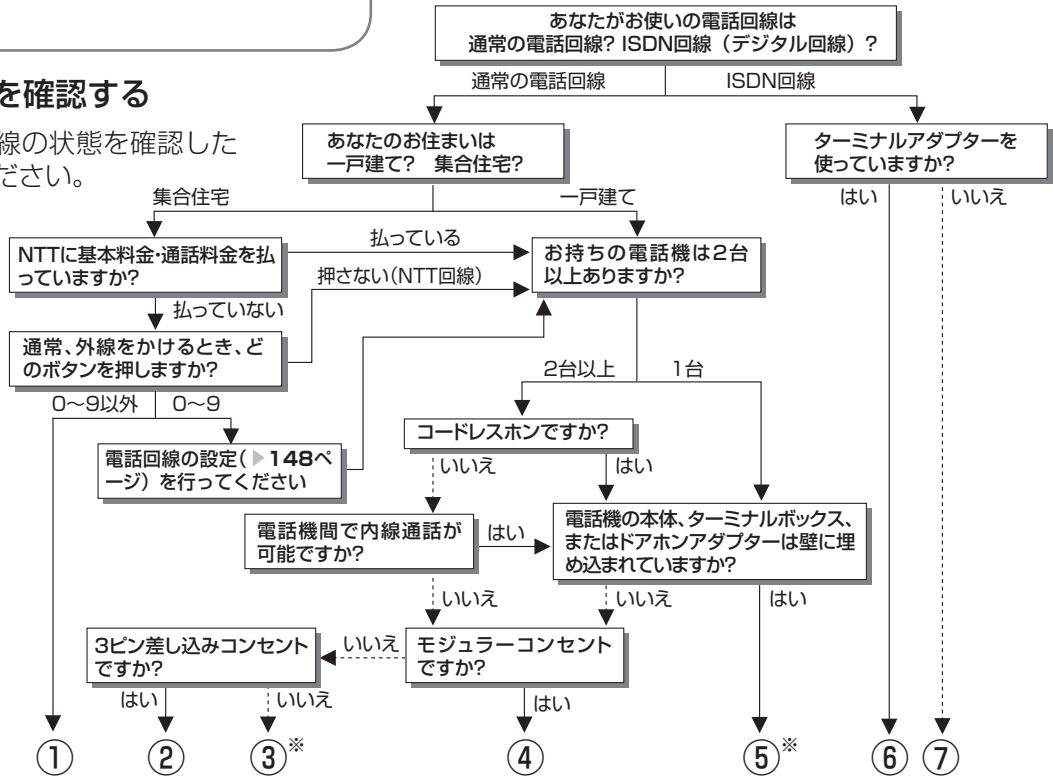 あなたがお使いの電話回線は
通常の電話回線? ISDN回線（デジタル回線）?
通常の電話回線
ISDN回線
を確認する
線の状態を確認した
ださい。
あなたのお住まいは
一戸建て? 集合住宅?
ターミナルアダプターを
使っていますか?
集合住宅
一戸建て
はい
いいえ
NTTに基本料金・通話料金を払
っていますか?
払っている
お持ちの電話機は2台
以上ありますか?
押さない（NTT回線）
払っていない
通常、外線をかけるとき、ど
のボタンを押しますか?
2台以上
1台
0～9以外
0～9
コードレスホンですか?
電話回線の設定（▶148ペ
ージ）を行ってください
いいえ
はい
電話機間で内線通話が
可能ですか?
はい
電話機の本体、ターミナルボックス、
またはドアホンアダプターは壁に埋
め込まれていますか?
いいえ
いいえ
はい
3ピン差し込みコンセント
ですか?
いいえ
モジュラーコンセント
ですか?
はい
いいえ
はい
①
②
③※
④
⑤※
⑥
⑦